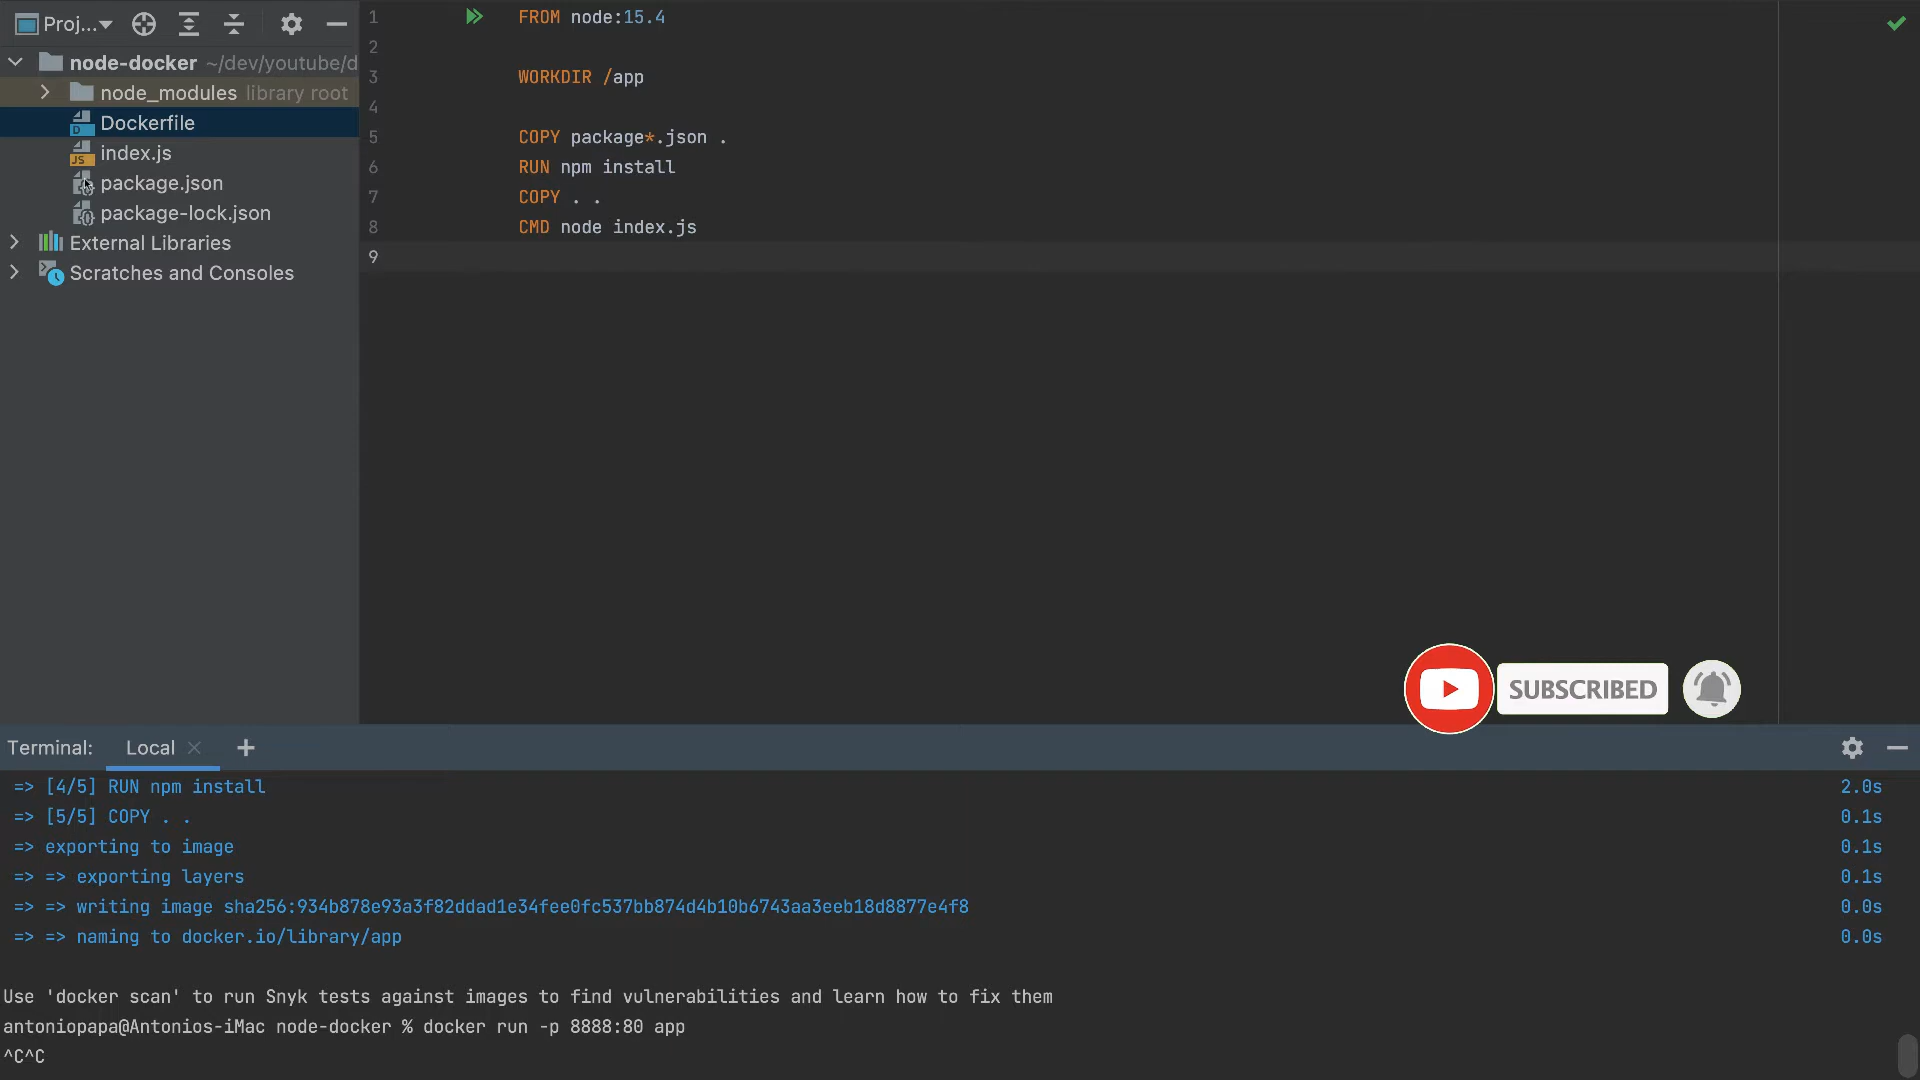 Proj...
node-docker ~/dev/youtube/d
node_modules library root
Dockerfile
index.js
package.json
package-lock.json
External Libraries
Scratches and Consoles
1 FROM node:15.4
2
3 WORKDIR /app
4
5 COPY package*.json .
6 RUN npm install
7 COPY . .
8 CMD node index.js
9
SUBSCRIBED
Terminal: Local
=> [4/5] RUN npm install 2.0s
=> [5/5] COPY . . 0.1s
=> exporting to image 0.1s
=> => exporting layers 0.1s
=> => writing image sha256:934b878e93a3f82ddad1e34fee0fc537bb874d4b10b6743aa3eeb18d8877e4f8 0.0s
=> => naming to docker.io/library/app 0.0s
Use 'docker scan' to run Snyk tests against images to find vulnerabilities and learn how to fix them
antoniopapa@Antonios-iMac node-docker % docker run -p 8888:80 app
^C^C